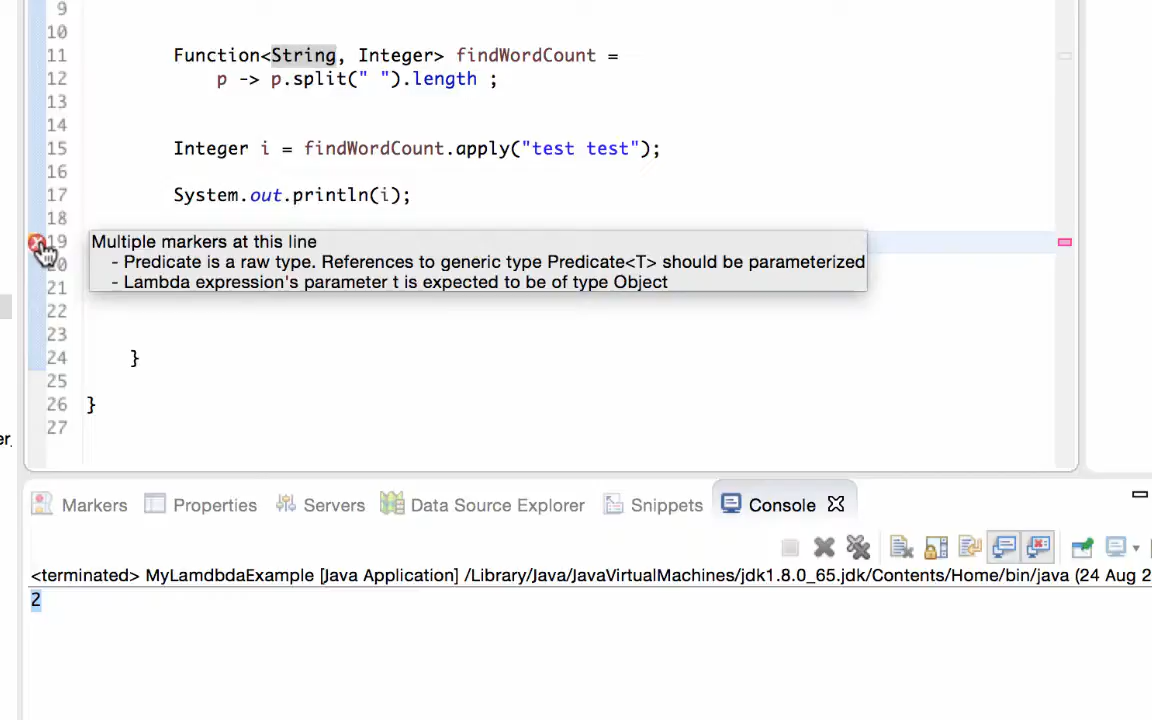 9
10
11 Function<String, Integer> findWordCount =
12 p -> p.split(" ").length ;
13
14
15 Integer i = findWordCount.apply("test test");
16
17 System.out.println(i);
18
19 Multiple markers at this line
20 - Predicate is a raw type. References to generic type Predicate<T> should be parameterized
21 - Lambda expression's parameter t is expected to be of type Object
22
23
24 }
25
26 }
27
er.
Markers Properties Servers Data Source Explorer Snippets Console
<terminated> MyLamdbdaExample [Java Application] /Library/Java/JavaVirtualMachines/jdk1.8.0_65.jdk/Contents/Home/bin/java (24 Aug 2
2